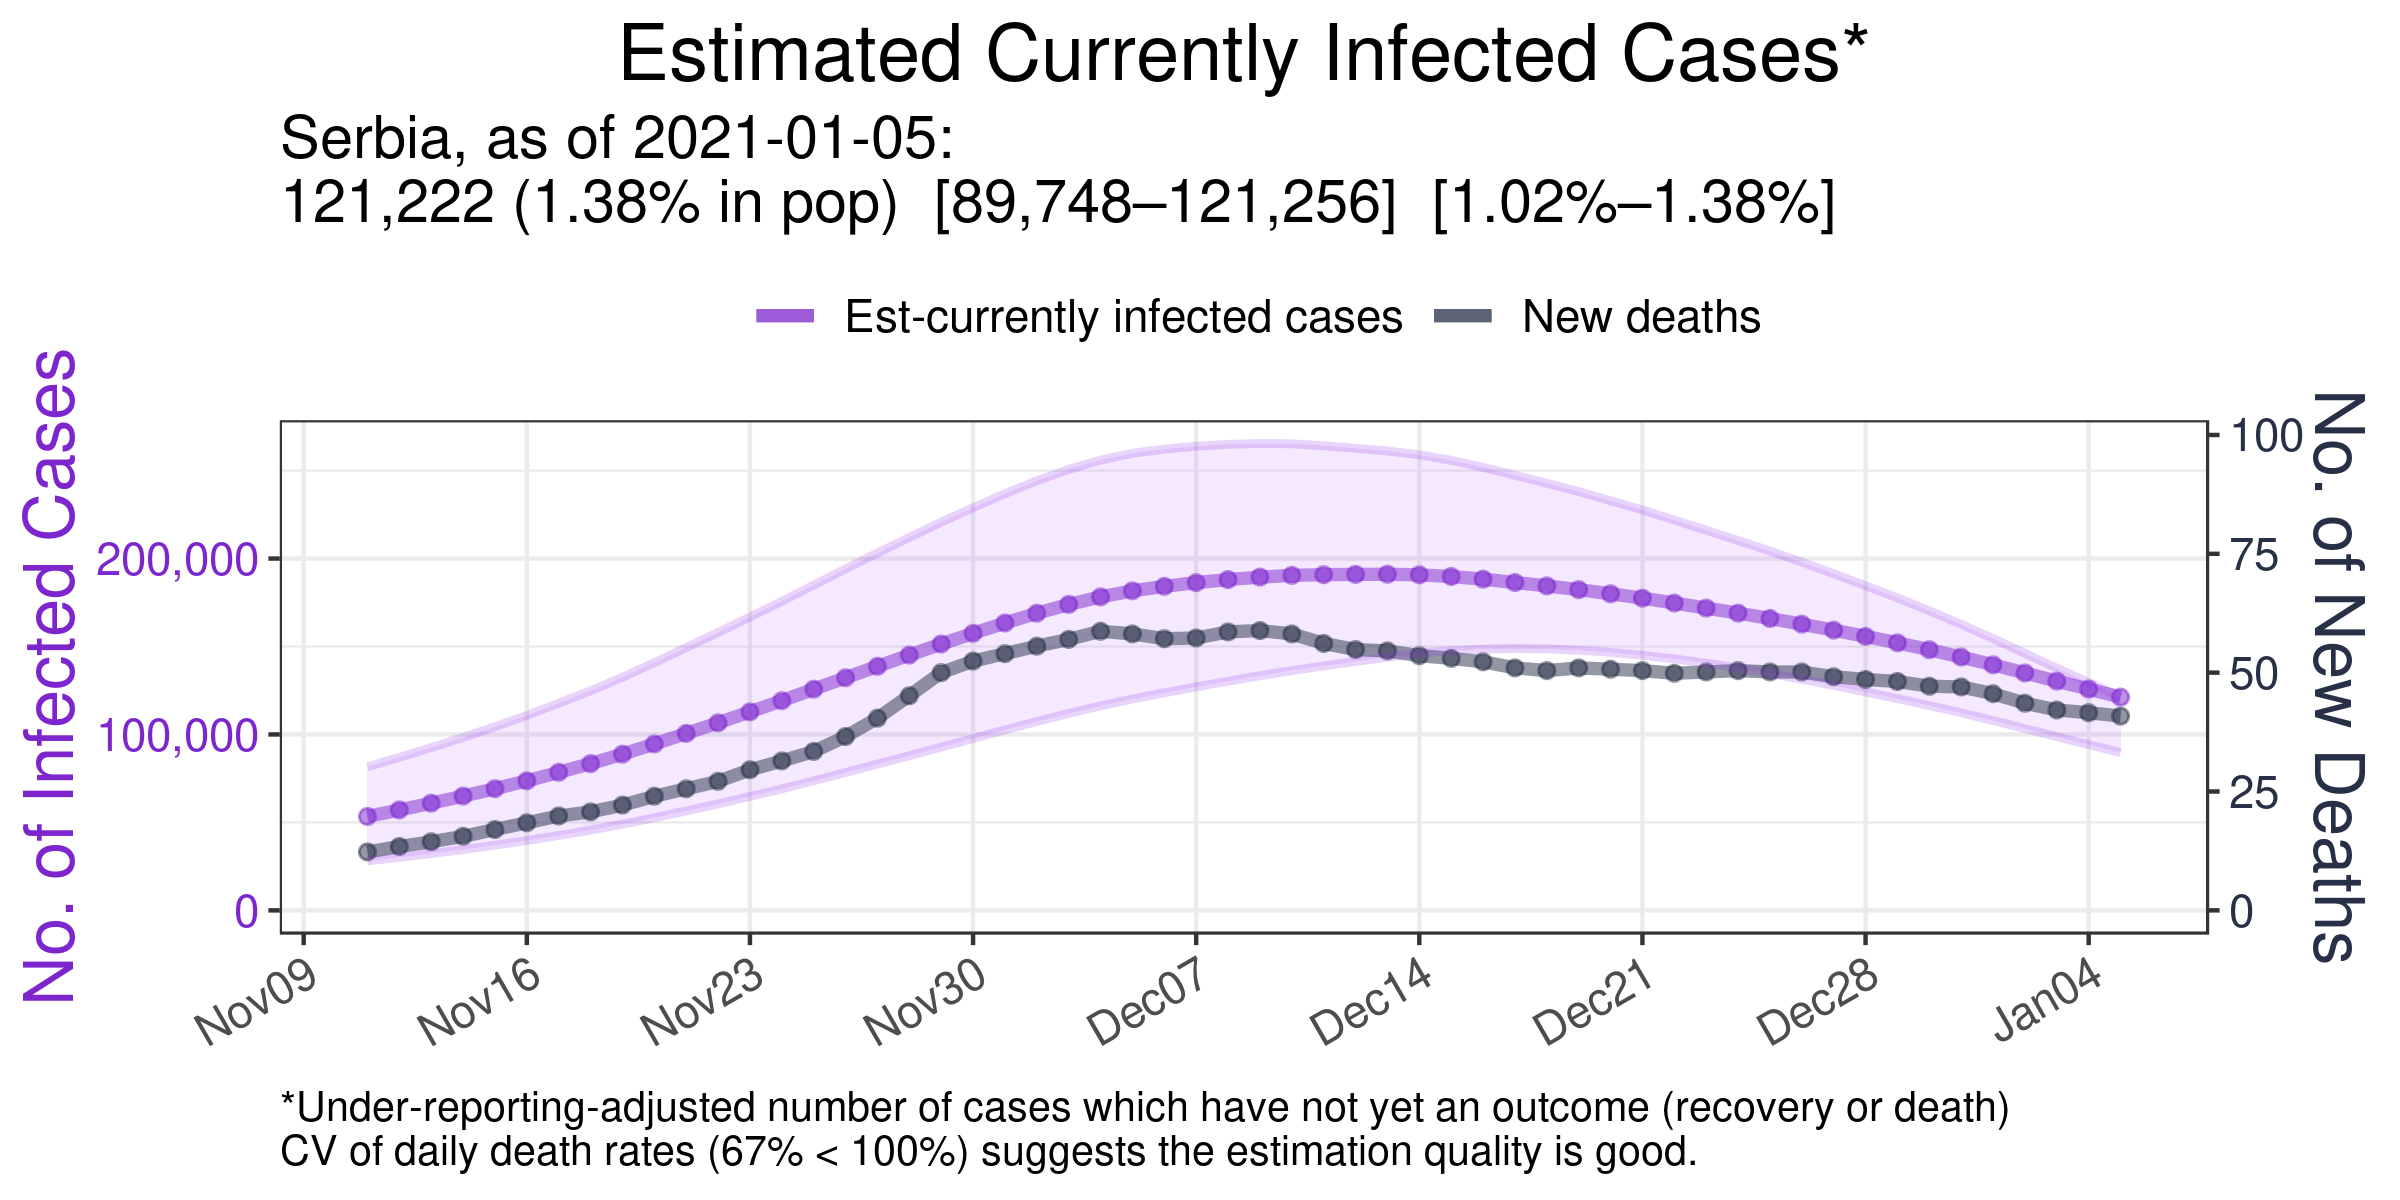 Estimated Currently Infected Cases*
Serbia, as of 2021-01-05:
121,222 (1.38% in pop)  [89,748–121,256]  [1.02%–1.38%]
Est-currently infected cases
New deaths
No. of Infected Cases
200,000
100,000
0
100
75
50
25
0
No. of New Deaths
Nov09
Nov16
Nov23
Nov30
Dec07
Dec14
Dec21
Dec28
Jan04
*Under-reporting-adjusted number of cases which have not yet an outcome (recovery or death)
CV of daily death rates (67% < 100%) suggests the estimation quality is good.